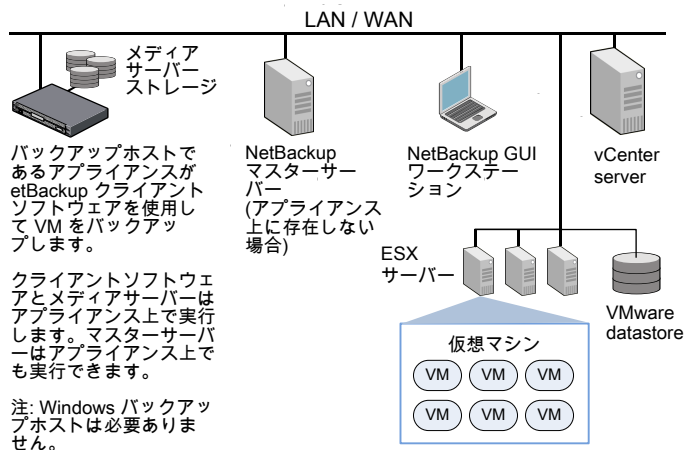 LAN / WAN
メディア
サーバー
ストレージ
バックアップホストで
あるアプライアンスが
etBackup クライアント
ソフトウェアを使用し
て VM をバックアッ
プします。
クライアントソフトウェ
アとメディアサーバーは
アプライアンス上で実行
します。マスターサーバ
ーはアプライアンス上で
も実行できます。
注: Windows バックアッ
プホストは必要ありま
せん。
NetBackup
マスターサー
バー
(アプライアンス
上に存在しない
場合)
NetBackup GUI
ワークステー
ション
vCenter
server
ESX
サーバー
VMware
datastore
仮想マシン
VM VM VM
VM VM VM